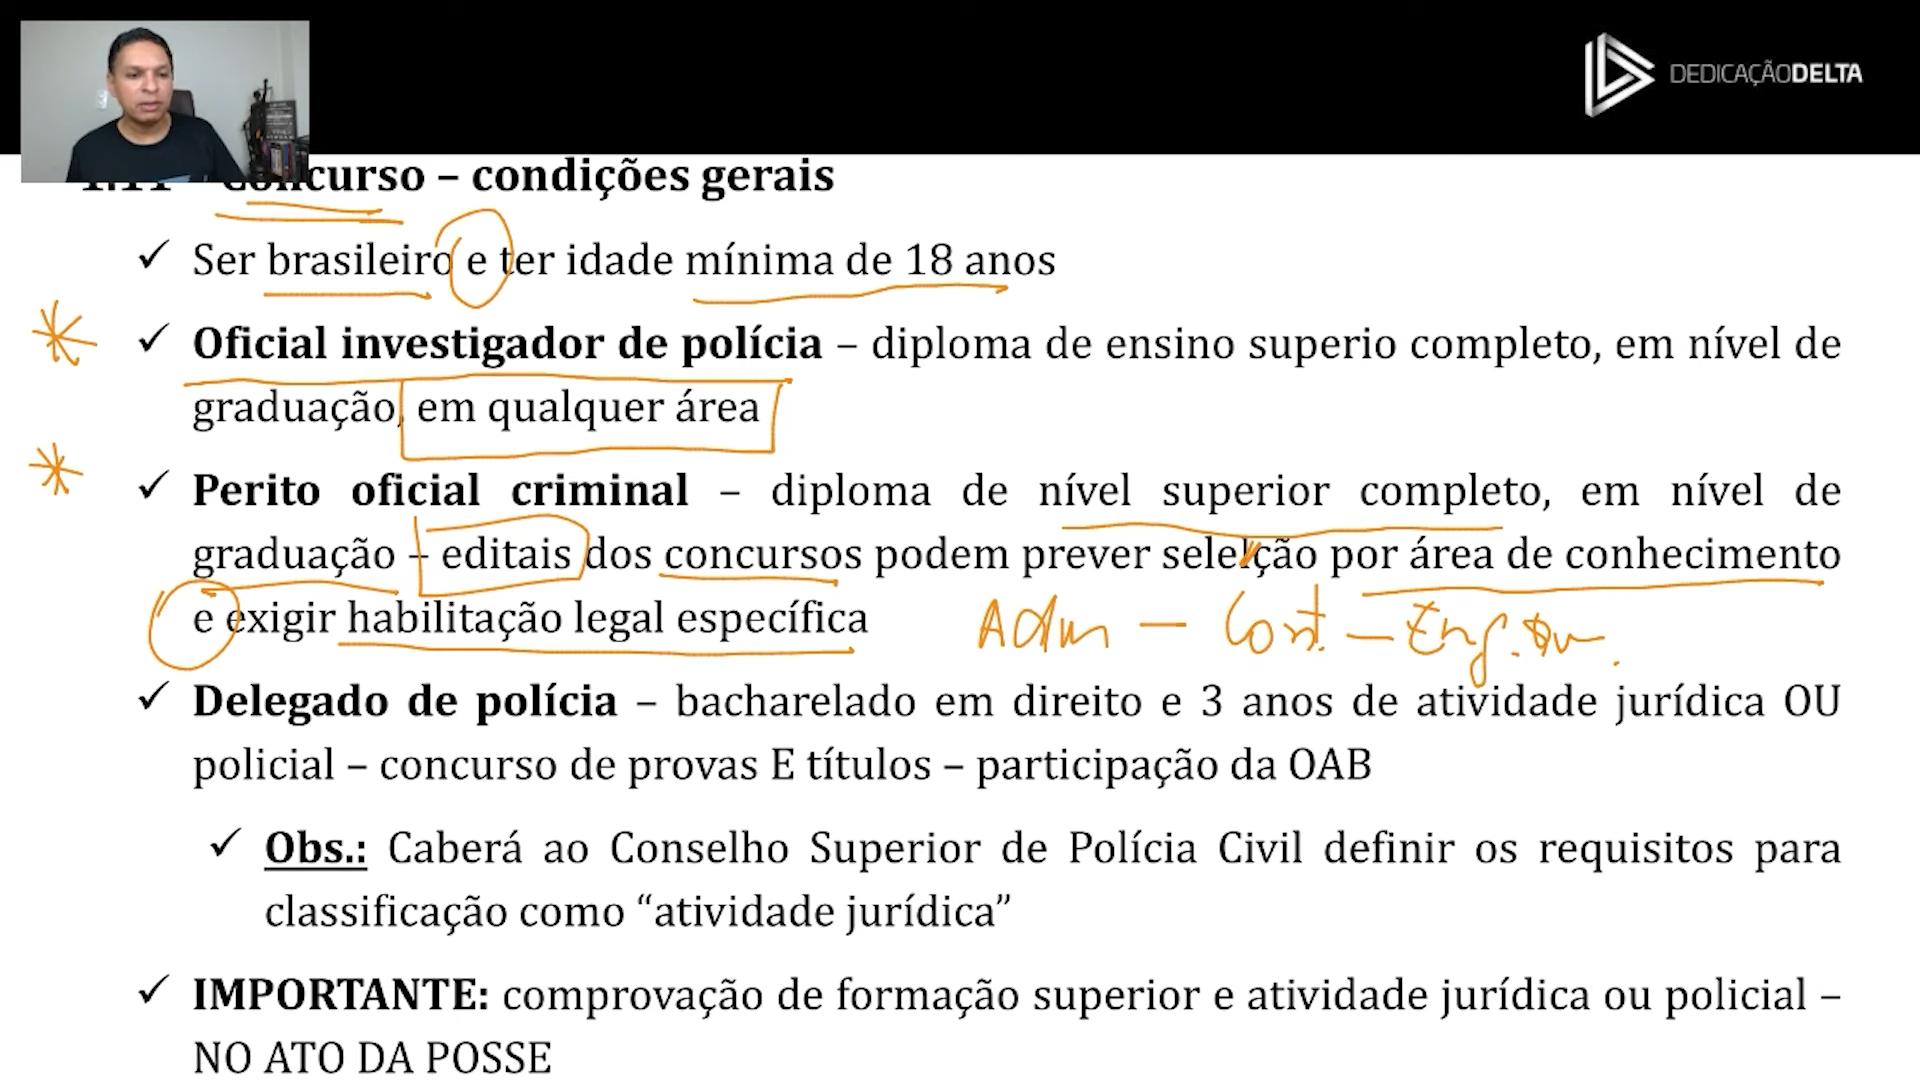 DEDICAÇÃODELTA
1.11 – Concurso – condições gerais
✓ Ser brasileiro e ter idade mínima de 18 anos
✓ Oficial investigador de polícia – diploma de ensino superio completo, em nível de
graduação, em qualquer área
✓ Perito oficial criminal – diploma de nível superior completo, em nível de
graduação – editais dos concursos podem prever seleKção por área de conhecimento
e exigir habilitação legal específica
Adm – Cont. – Eng.
✓ Delegado de polícia – bacharelado em direito e 3 anos de atividade jurídica OU
policial – concurso de provas E títulos – participação da OAB
✓ Obs.: Caberá ao Conselho Superior de Polícia Civil definir os requisitos para
classificação como “atividade jurídica”
✓ IMPORTANTE: comprovação de formação superior e atividade jurídica ou policial –
NO ATO DA POSSE